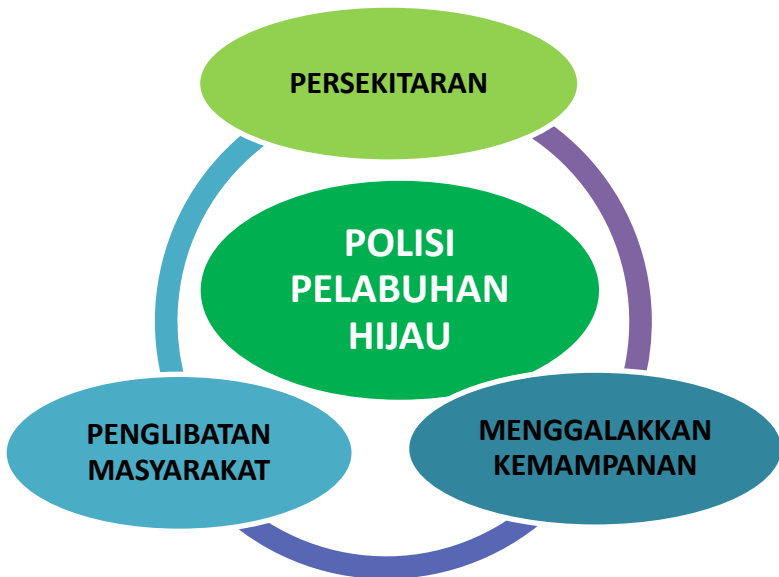 PERSEKITARAN
POLISI
PELABUHAN
HIJAU
PENGLIBATAN
MASYARAKAT
MENGGALAKKAN
KEMAMPANAN